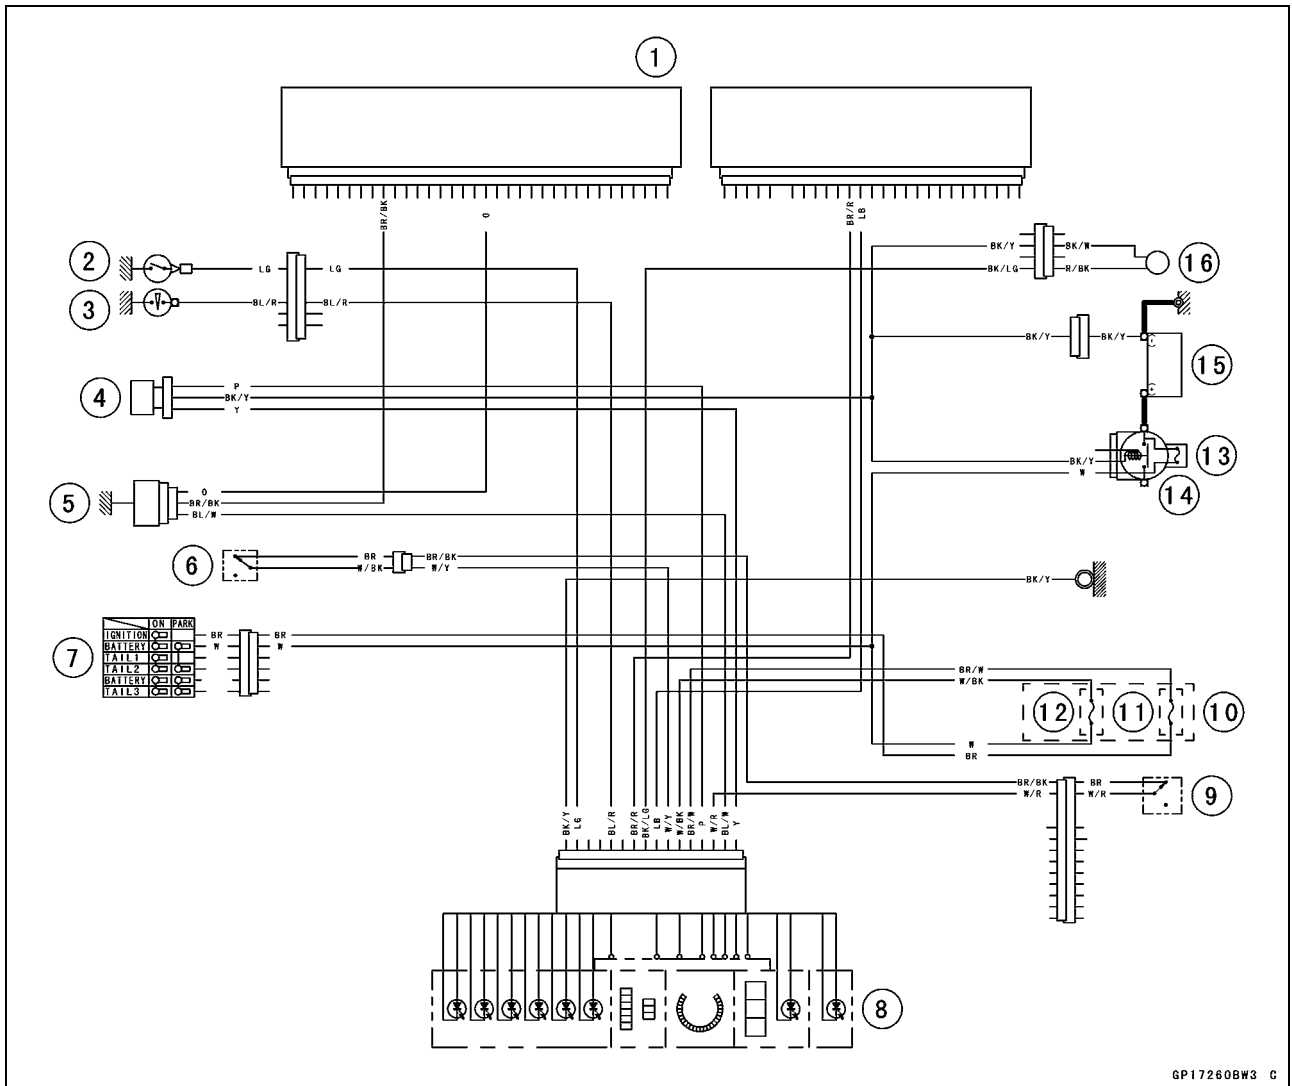 1
BR/BK
O
BR/R
LB
2
LG
LG
BK/Y
BK/W
16
BK/LG
R/BK
3
BL/R
BL/R
BK/Y
BK/Y
(-)
15
4
P
BK/Y
Y
(+)
BK/Y
W
13
14
5
O
BR/BK
BL/W
6
BR
BR/BK
W/BK
W/Y
BK/Y
7
ON PARK
IGNITION
BATTERY
TAIL1
TAIL2
BATTERY
TAIL3
BR
BR
W
W
BR/W
W/BK
12
11
10
W
BR
BR/BK
BR
W/R
W/R
9
BK/Y
LG
BL/R
BR/R
BK/LG
LB
W/Y
W/BK
BR/W
P
W/R
BL/W
Y
8
GP17260BW3 C